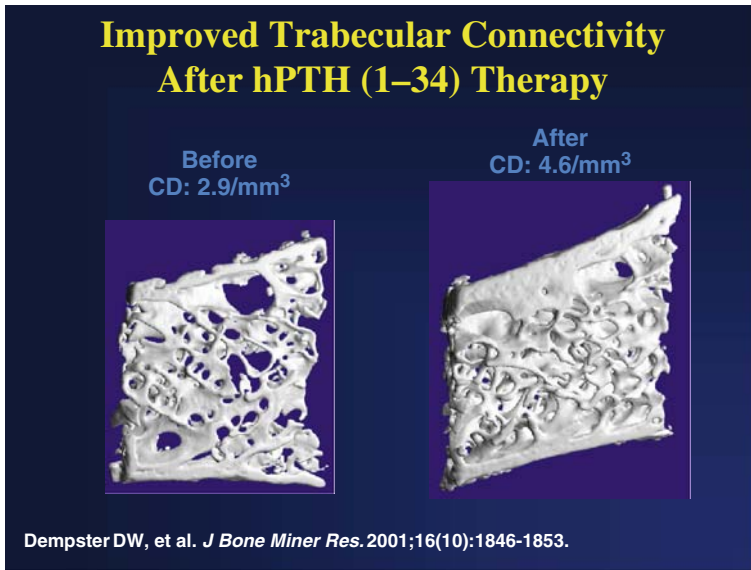 Improved Trabecular Connectivity
After hPTH (1–34) Therapy
Before
CD: 2.9/mm³
After
CD: 4.6/mm³
Dempster DW, et al. J Bone Miner Res. 2001;16(10):1846-1853.